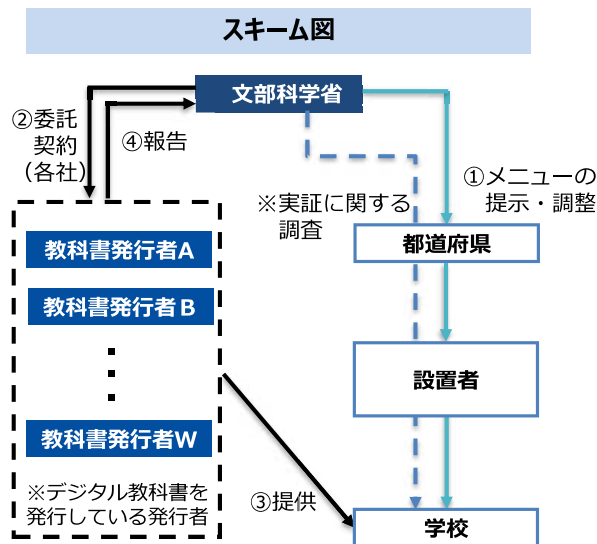 スキーム図
文部科学省
②委託
契約
（各社）
④報告
①メニューの
提示・調整
※実証に関する
調査
都道府県
教科書発行者A
教科書発行者B
教科書発行者W
※デジタル教科書を
発行している発行者
設置者
③提供
学校